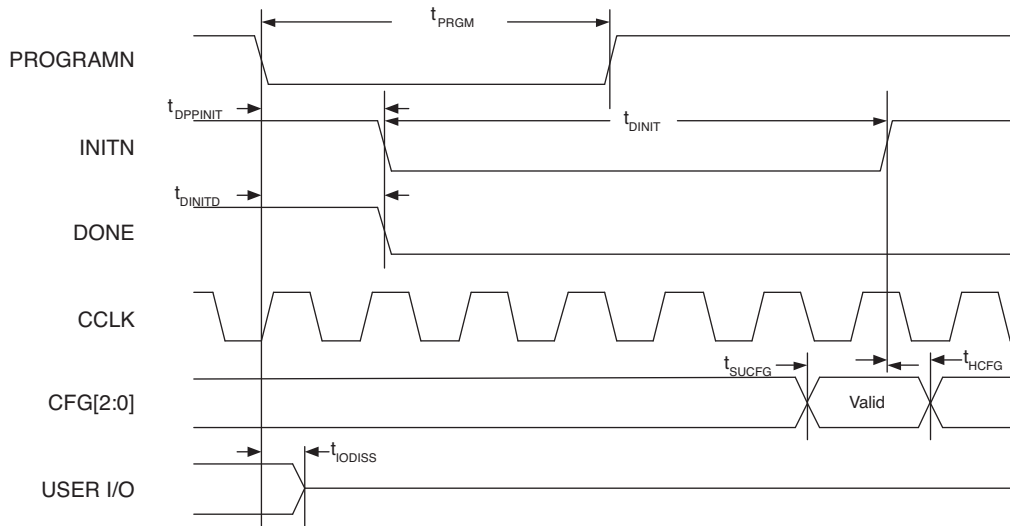 tPRGM
PROGRAMN
tDPPINIT
tDINIT
INITN
tDINITD
DONE
CCLK
tSUCFG
tHCFG
CFG[2:0]
Valid
tIODISS
USER I/O